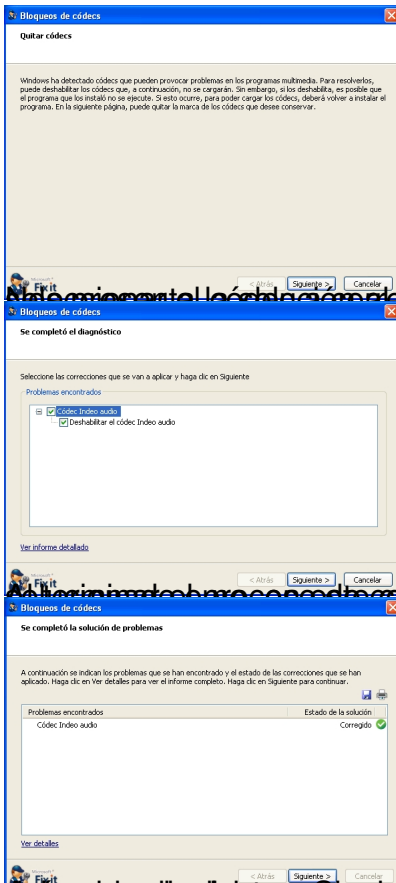 Bloqueos de códecs
Quitar códecs
Windows ha detectado códecs que pueden provocar problemas en los programas multimedia. Para resolverlos,
puede deshabilitar los códecs que, a continuación, no se cargarán. Sin embargo, si los deshabilita, es posible que
el programa que los instaló no se ejecute. Si esto ocurre, para poder cargar los códecs, deberá volver a instalar el
programa. En la siguiente página, puede quitar la marca de los códecs que desee conservar.
Fix it
< Atrás Siguiente > Cancelar
Bloqueos de códecs
Se completó el diagnóstico
Seleccione las correcciones que se van a aplicar y haga clic en Siguiente
Problemas encontrados
Códec Indeo audio
Deshabilitar el códec Indeo audio
Ver informe detallado
Fix it
< Atrás Siguiente > Cancelar
Bloqueos de códecs
Se completó la solución de problemas
A continuación se indican los problemas que se han encontrado y el estado de las correcciones que se han
aplicado. Haga clic en Ver detalles para ver el informe completo. Haga clic en Siguiente para continuar.
Problemas encontrados Estado de la solución
Códec Indeo audio Corregido
Ver detalles
Fix it
< Atrás Siguiente > Cancelar